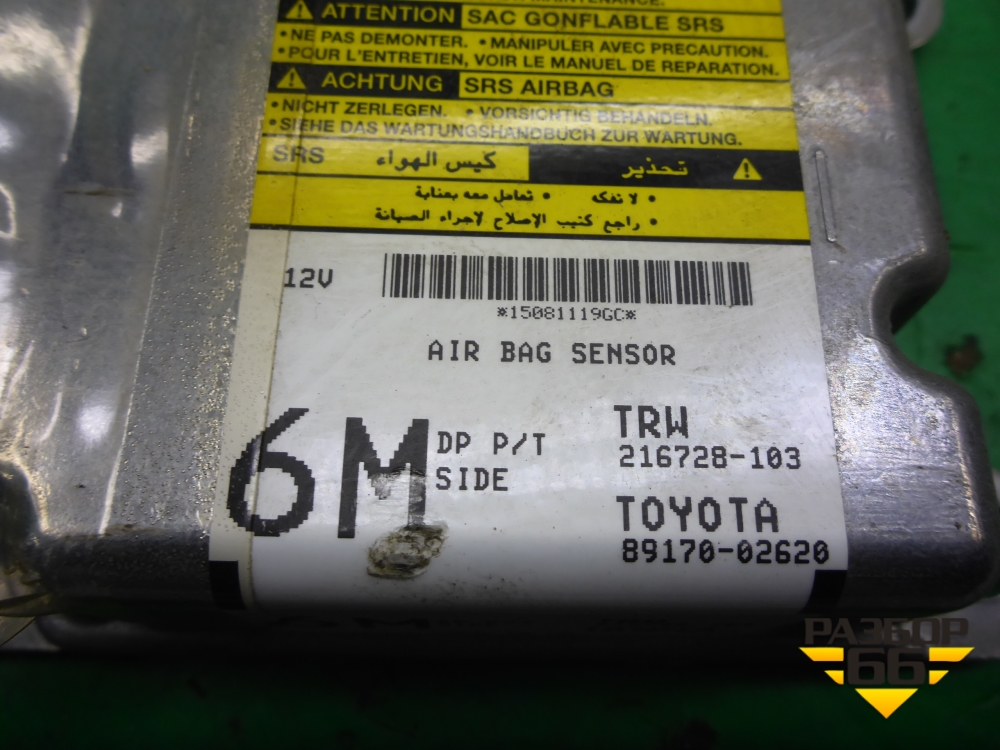 MAINTENANCE.
ATTENTION SAC GONFLABLE SRS
•NE PAS DEMONTER. •MANIPULER AVEC PRECAUTION.
•POUR L'ENTRETIEN, VOIR LE MANUEL DE REPARATION.
ACHTUNG SRS AIRBAG
•NICHT ZERLEGEN. •VORSICHTIG BEHANDELN.
•SIEHE DAS WARTUNGSHANDBUCH ZUR WARTUNG.
تحذير كيس الهواء SRS
• لا تفكه • تعامل معه بعناية
• راجع كتيب الإصلاح لاجراء الصيانة
12V
*15081119GC*
AIR BAG SENSOR
6M DP P/T
SIDE
TRW
216728-103
TOYOTA
89170-02620
РАЗБОР
66